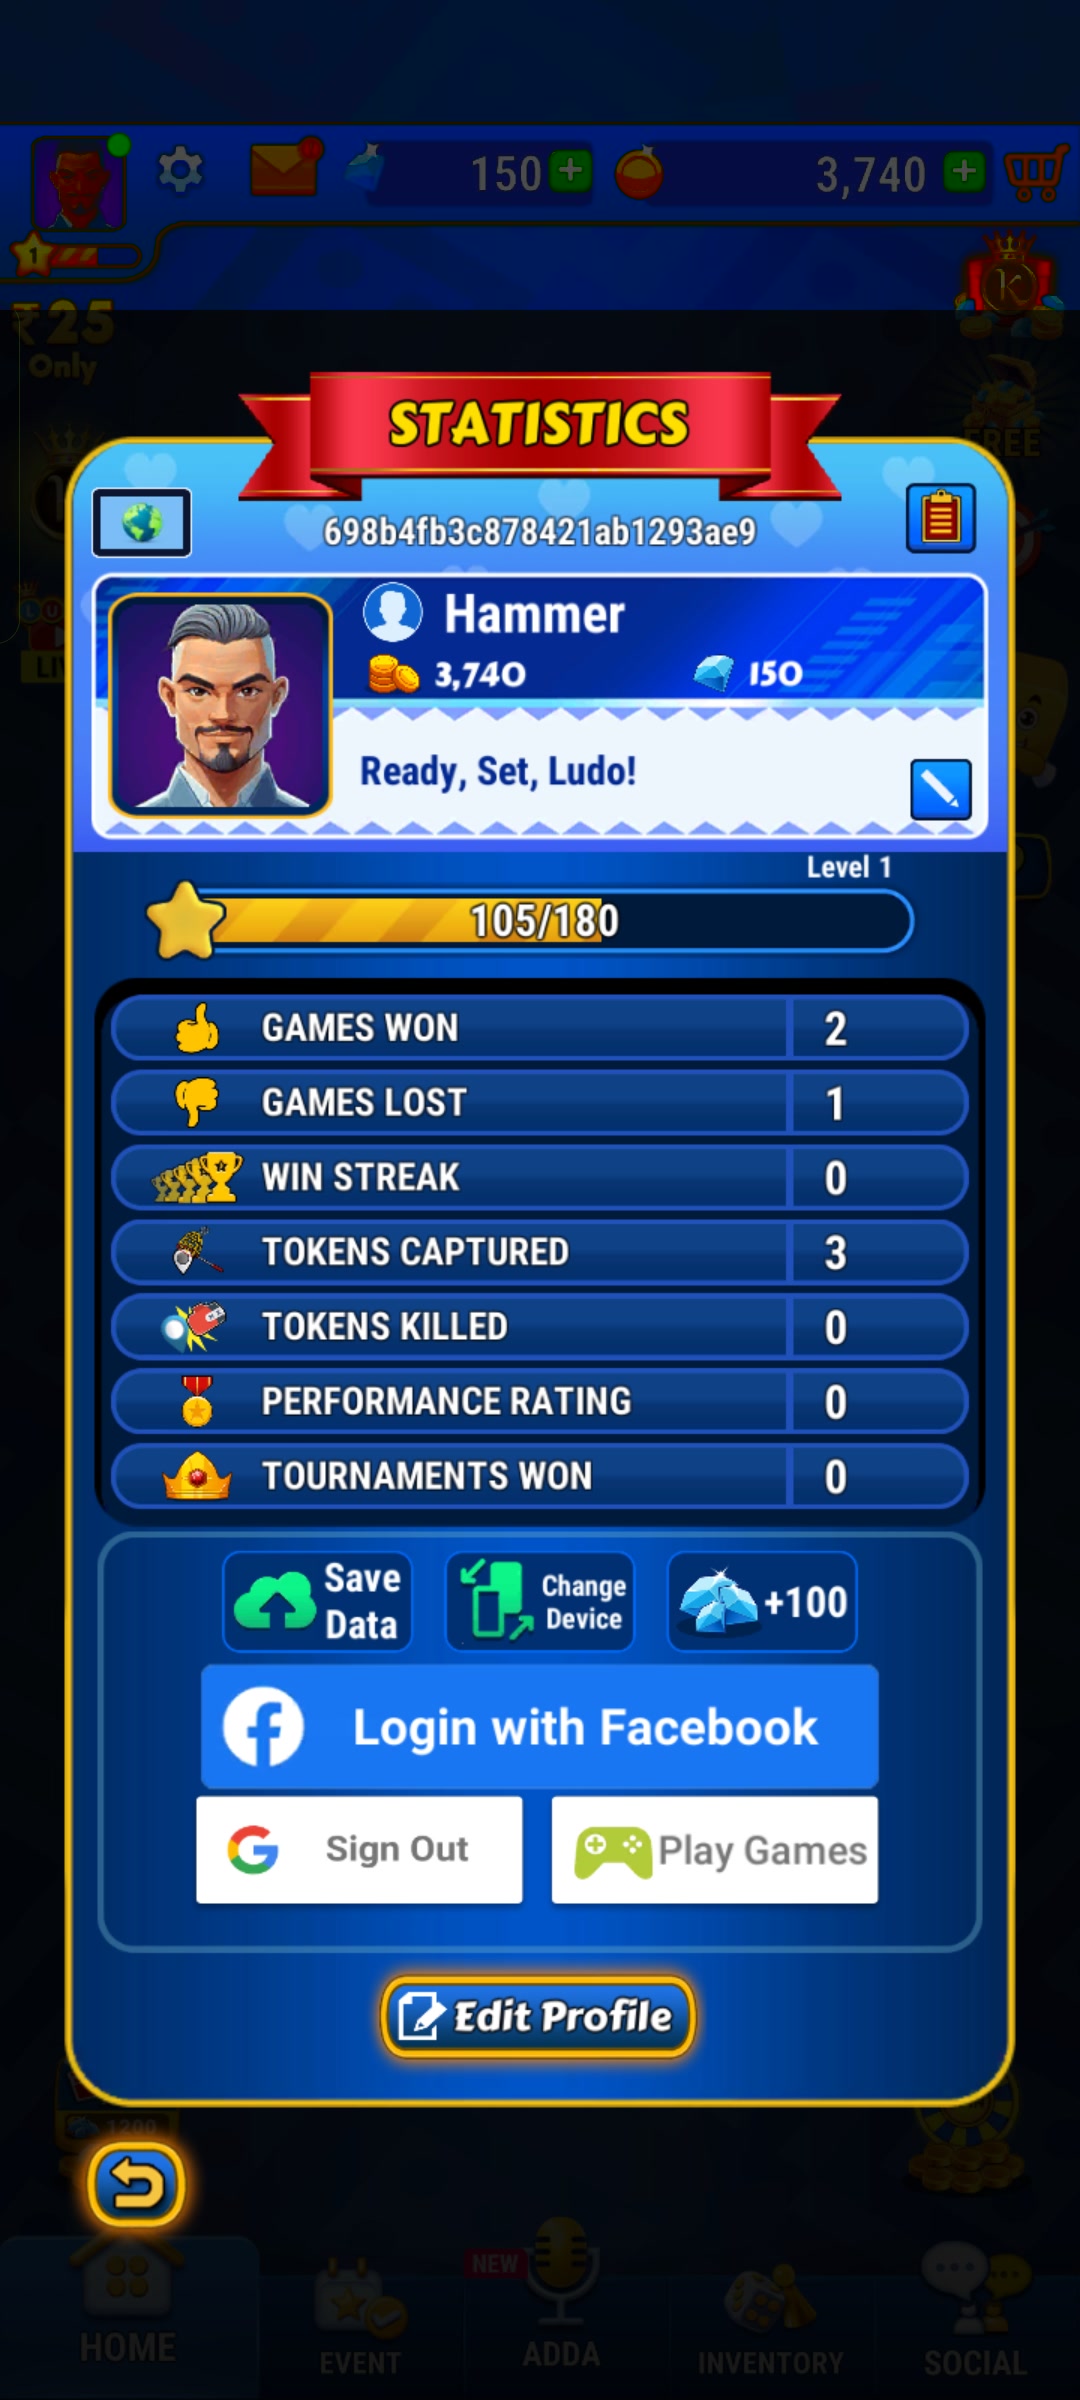 150
3,740
1
₹25
Only
FREE
STATISTICS
698b4fb3c878421ab1293ae9
Hammer
3,740
150
Ready, Set, Ludo!
Level 1
105/180
GAMES WON 2
GAMES LOST 1
WIN STREAK 0
TOKENS CAPTURED 3
TOKENS KILLED 0
PERFORMANCE RATING 0
TOURNAMENTS WON 0
Save
Data
Change
Device
+100
Login with Facebook
Sign Out
Play Games
Edit Profile
1200
NEW
HOME
EVENT
ADDA
INVENTORY
SOCIAL